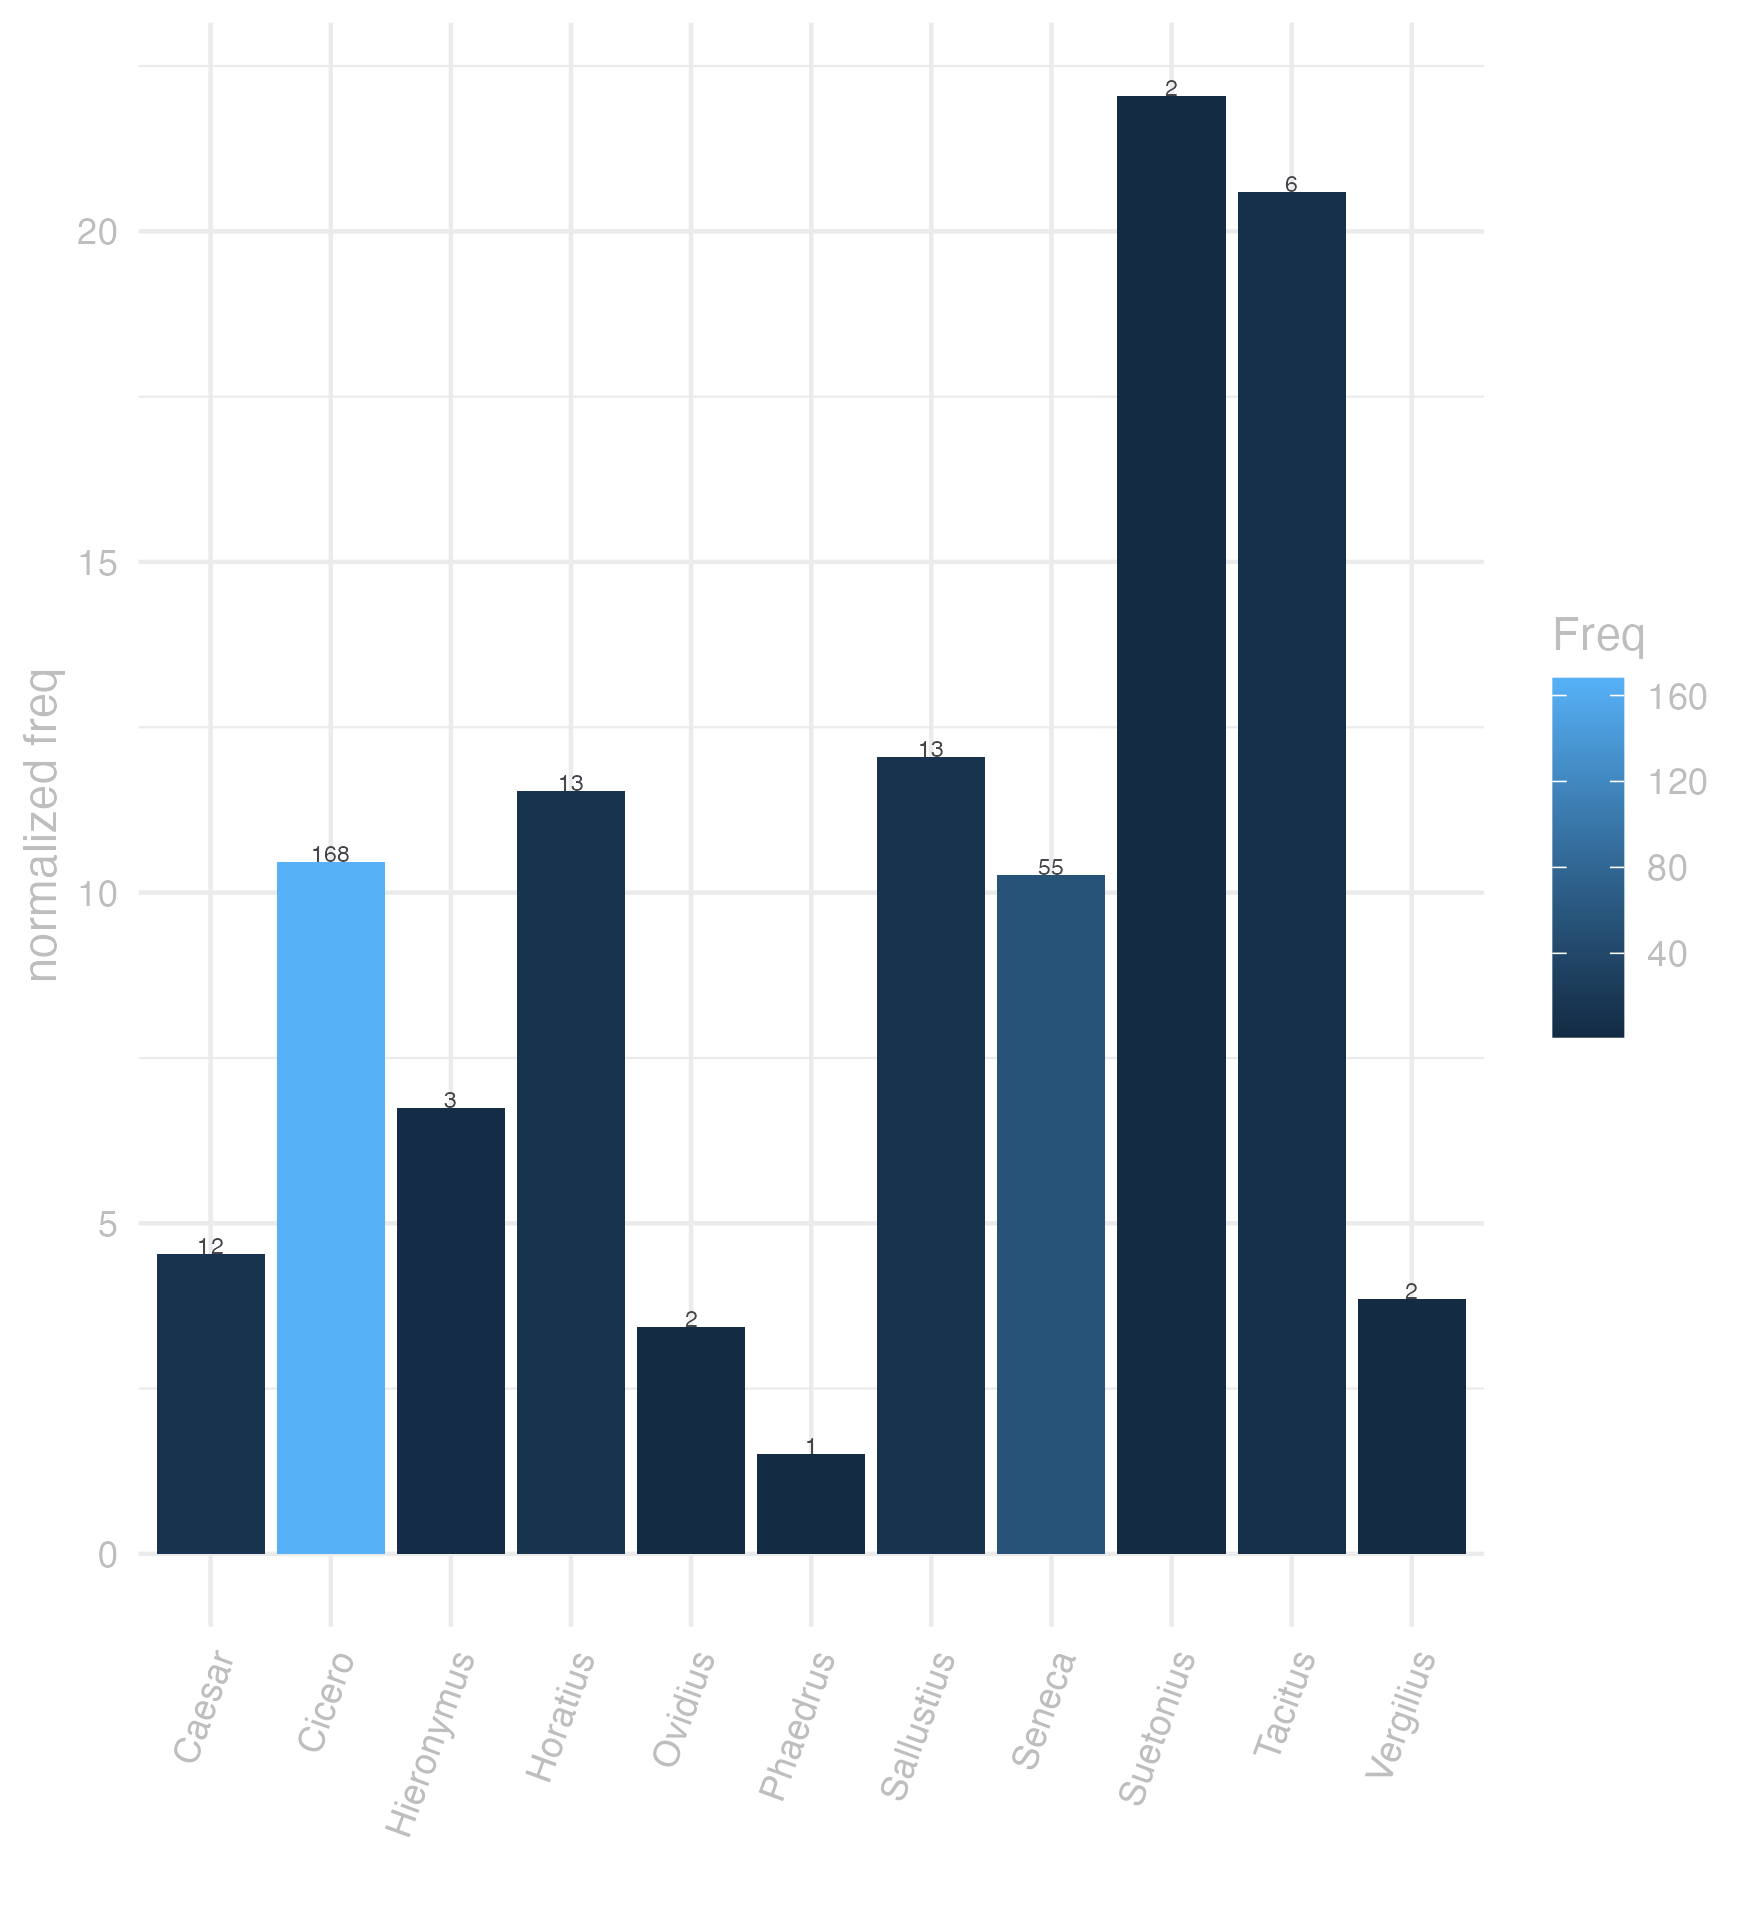 normalized freq
20
15
10
5
0
12
168
3
13
2
1
13
55
2
6
2
Caesar
Cicero
Hieronymus
Horatius
Ovidius
Phaedrus
Sallustius
Seneca
Suetonius
Tacitus
Vergilius
Freq
160
120
80
40